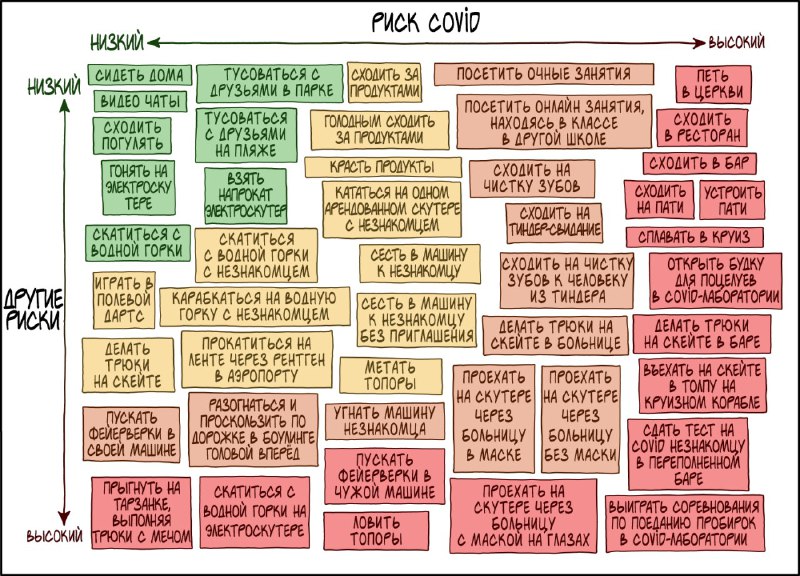 РИСК COVID
НИЗКИЙ
ВЫСОКИЙ
НИЗКИЙ
ДРУГИЕ
РИСКИ
ВЫСОКИЙ
СИДЕТЬ ДОМА
ВИДЕО ЧАТЫ
СХОДИТЬ
ПОГУЛЯТЬ
ГОНЯТЬ НА
ЭЛЕКТРОСКУ
ТЕРЕ
СКАТИТЬСЯ С
ВОДНОЙ ГОРКИ
ИГРАТЬ В
ПОЛЕВОЙ
ДАРТС
ДЕЛАТЬ
ТРЮКИ
НА СКЕЙТЕ
ПУСКАТЬ
ФЕЙЕРВЕРКИ В
СВОЕЙ МАШИНЕ
ПРЫГНУТЬ НА
ТАРЗАНКЕ,
ВЫПОЛНЯЯ
ТРЮКИ С МЕЧОМ
ТУСОВАТЬСЯ С
ДРУЗЬЯМИ В ПАРКЕ
ТУСОВАТЬСЯ
С ДРУЗЬЯМИ
НА ПЛЯЖЕ
ВЗЯТЬ
НАПРОКАТ
ЭЛЕКТРОСКУТЕР
СКАТИТЬСЯ
С ВОДНОЙ ГОРКИ
С НЕЗНАКОМЦЕМ
КАРАБКАТЬСЯ НА ВОДНУЮ
ГОРКУ С НЕЗНАКОМЦЕМ
ПРОКАТИТЬСЯ НА
ЛЕНТЕ ЧЕРЕЗ РЕНТГЕН
В АЭРОПОРТУ
РАЗОГНАТЬСЯ И
ПРОСКОЛЬЗИТЬ ПО
ДОРОЖКЕ В БОУЛИНГЕ
ГОЛОВОЙ ВПЕРЁД
СКАТИТЬСЯ С
ВОДНОЙ ГОРКИ НА
ЭЛЕКТРОСКУТЕРЕ
СХОДИТЬ ЗА
ПРОДУКТАМИ
ГОЛОДНЫМ СХОДИТЬ
ЗА ПРОДУКТАМИ
КРАСТЬ ПРОДУКТЫ
КАТАТЬСЯ НА ОДНОМ
АРЕНДОВАННОМ СКУТЕРЕ
С НЕЗНАКОМЦЕМ
СЕСТЬ В МАШИНУ
К НЕЗНАКОМЦУ
СЕСТЬ В МАШИНУ
К НЕЗНАКОМЦУ
БЕЗ ПРИГЛАШЕНИЯ
МЕТАТЬ
ТОПОРЫ
УГНАТЬ МАШИНУ
НЕЗНАКОМЦА
ПУСКАТЬ
ФЕЙЕРВЕРКИ В
ЧУЖОЙ МАШИНЕ
ЛОВИТЬ
ТОПОРЫ
ПОСЕТИТЬ ОЧНЫЕ ЗАНЯТИЯ
ПОСЕТИТЬ ОНЛАЙН ЗАНЯТИЯ,
НАХОДЯСЬ В КЛАССЕ
В ДРУГОЙ ШКОЛЕ
СХОДИТЬ НА
ЧИСТКУ ЗУБОВ
СХОДИТЬ НА
ТИНДЕР-СВИДАНИЕ
СХОДИТЬ НА ЧИСТКУ
ЗУБОВ К ЧЕЛОВЕКУ
ИЗ ТИНДЕРА
ДЕЛАТЬ ТРЮКИ НА
СКЕЙТЕ В БОЛЬНИЦЕ
ПРОЕХАТЬ
НА СКУТЕРЕ
ЧЕРЕЗ
БОЛЬНИЦУ
В МАСКЕ
ПРОЕХАТЬ
НА СКУТЕРЕ
ЧЕРЕЗ
БОЛЬНИЦУ
БЕЗ МАСКИ
ПРОЕХАТЬ НА
СКУТЕРЕ ЧЕРЕЗ
БОЛЬНИЦУ
С МАСКОЙ НА ГЛАЗАХ
ПЕТЬ
В ЦЕРКВИ
СХОДИТЬ
В РЕСТОРАН
СХОДИТЬ В БАР
СХОДИТЬ
НА ПАТИ
УСТРОИТЬ
ПАТИ
СПЛАВАТЬ В КРУИЗ
ОТКРЫТЬ БУДКУ
ДЛЯ ПОЦЕЛУЕВ
В COVID-ЛАБОРАТОРИИ
ДЕЛАТЬ ТРЮКИ
НА СКЕЙТЕ В БАРЕ
ВЪЕХАТЬ НА СКЕЙТЕ
В ТОЛПУ НА
КРУИЗНОМ КОРАБЛЕ
СДАТЬ ТЕСТ НА
COVID НЕЗНАКОМЦУ
В ПЕРЕПОЛНЕННОМ
БАРЕ
ВЫИГРАТЬ СОРЕВНОВАНИЯ
ПО ПОЕДАНИЮ ПРОБИРОК
В COVID-ЛАБОРАТОРИИ